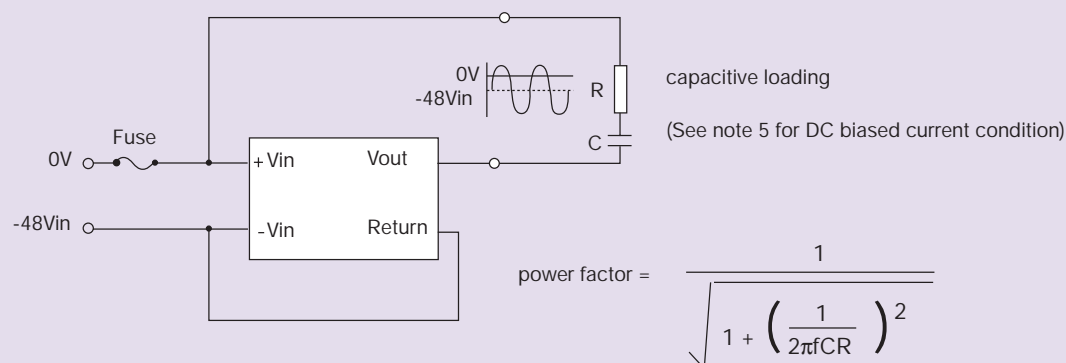 0V
-48Vin
R
C
capacitive loading
(See note 5 for DC biased current condition)
Fuse
0V
-48Vin
+Vin
Vout
-Vin
Return
power factor = 1 / √ 1 + ( 1 / 2πfCR ) 2